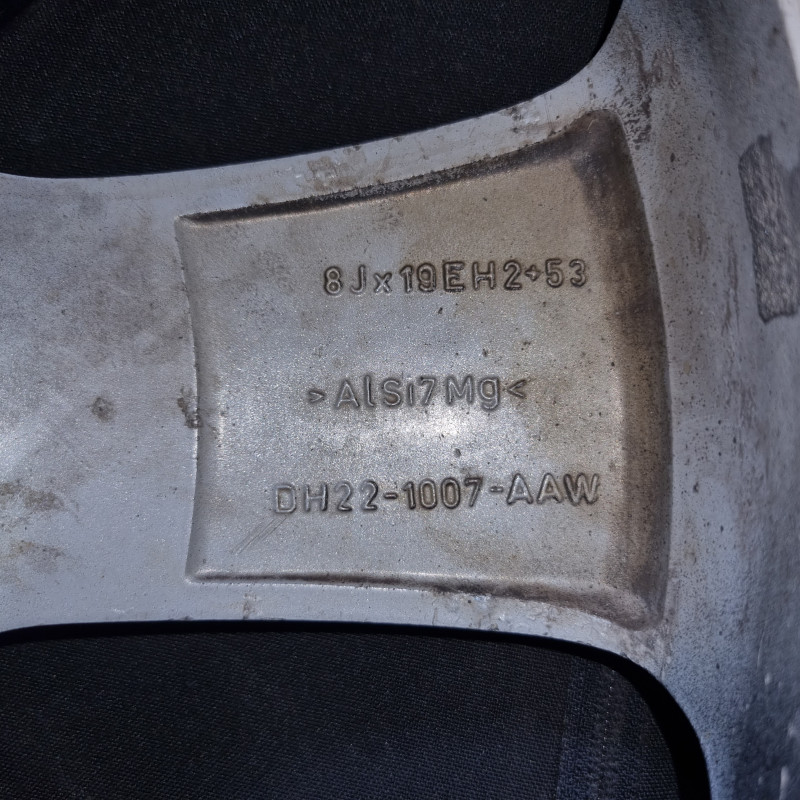 8Jx19EH2+53
>AlSi7Mg<
DH22-1007-AAW